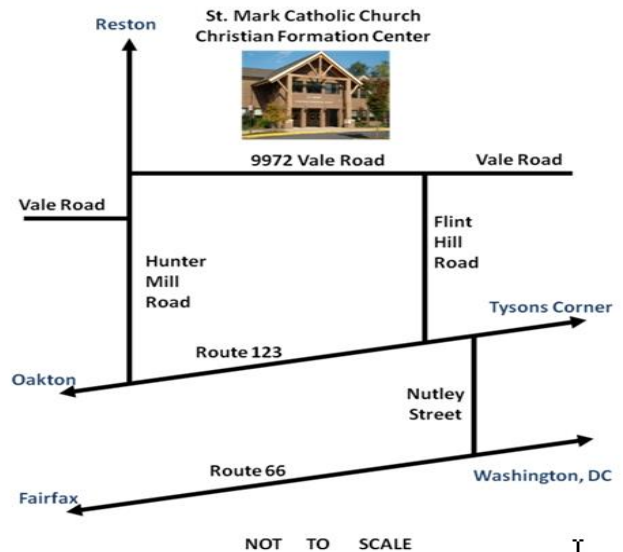 St. Mark Catholic Church
Christian Formation Center
Reston
9972 Vale Road
Vale Road
Vale Road
Flint
Hill
Road
Hunter
Mill
Road
Tysons Corner
Route 123
Oakton
Nutley
Street
Route 66
Washington, DC
Fairfax
NOT TO SCALE